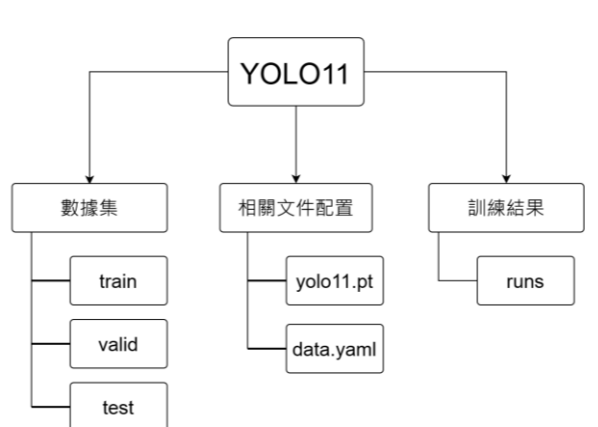 YOLO11
數據集
相關文件配置
訓練結果
train
yolo11.pt
runs
valid
data.yaml
test